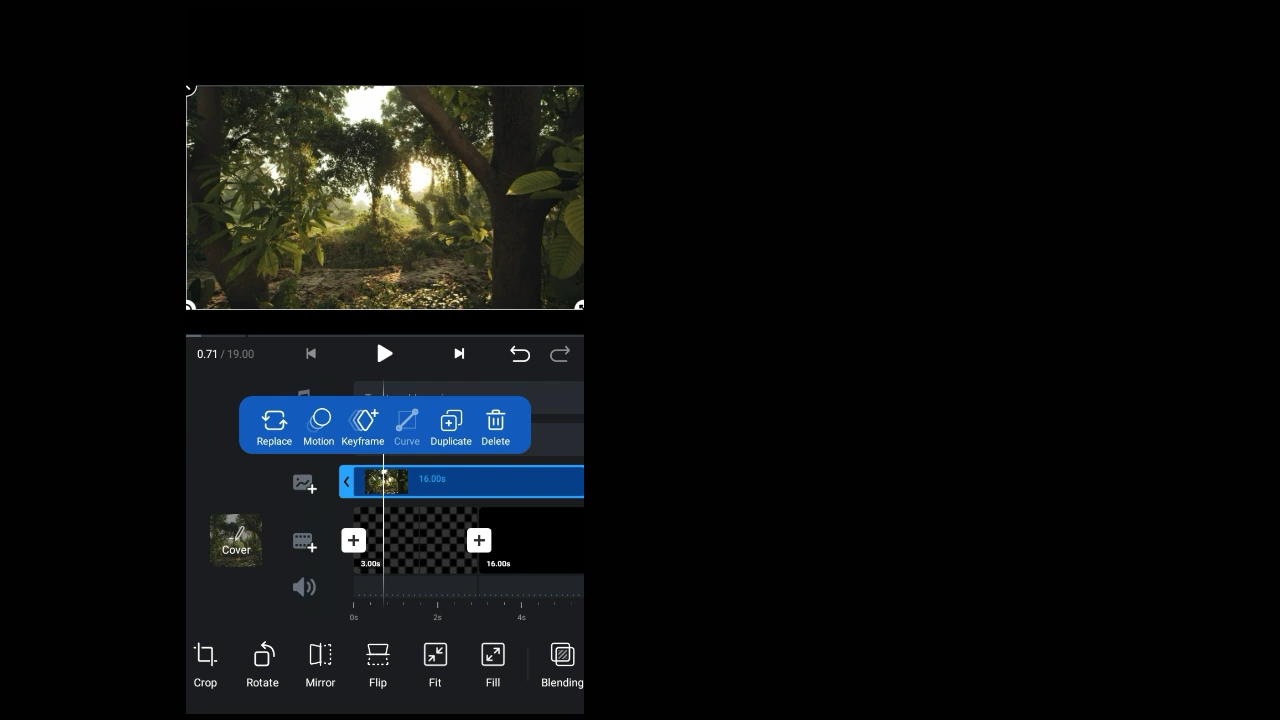 0.71 / 19.00
Replace Motion Keyframe Curve Duplicate Delete
16.00s
Cover
3.00s 16.00s
0s 2s 4s
Crop Rotate Mirror Flip Fit Fill Blending